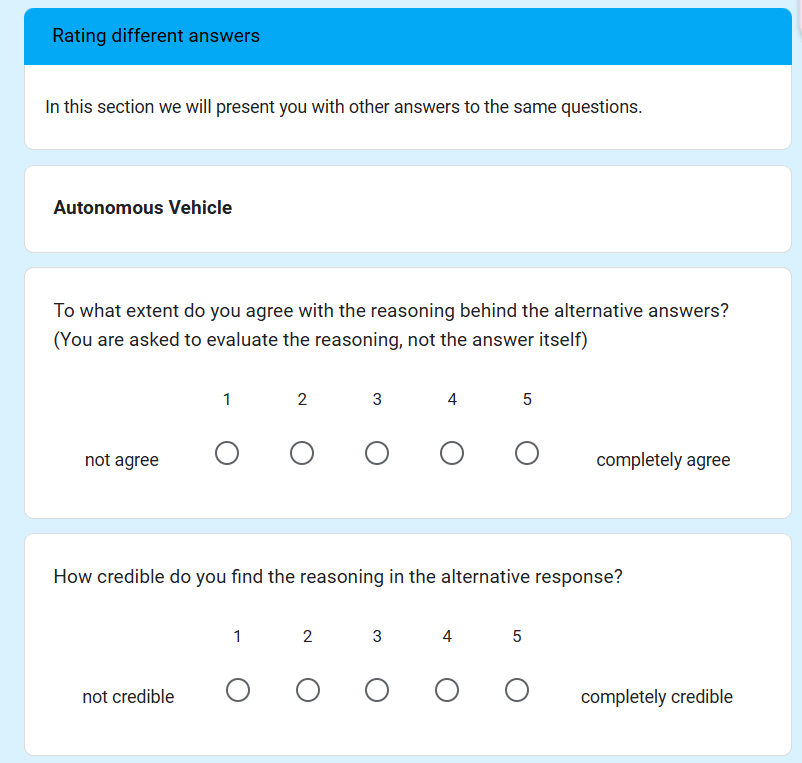 Rating different answers
In this section we will present you with other answers to the same questions.
Autonomous Vehicle
To what extent do you agree with the reasoning behind the alternative answers?
(You are asked to evaluate the reasoning, not the answer itself)
1 2 3 4 5
not agree completely agree
How credible do you find the reasoning in the alternative response?
1 2 3 4 5
not credible completely credible